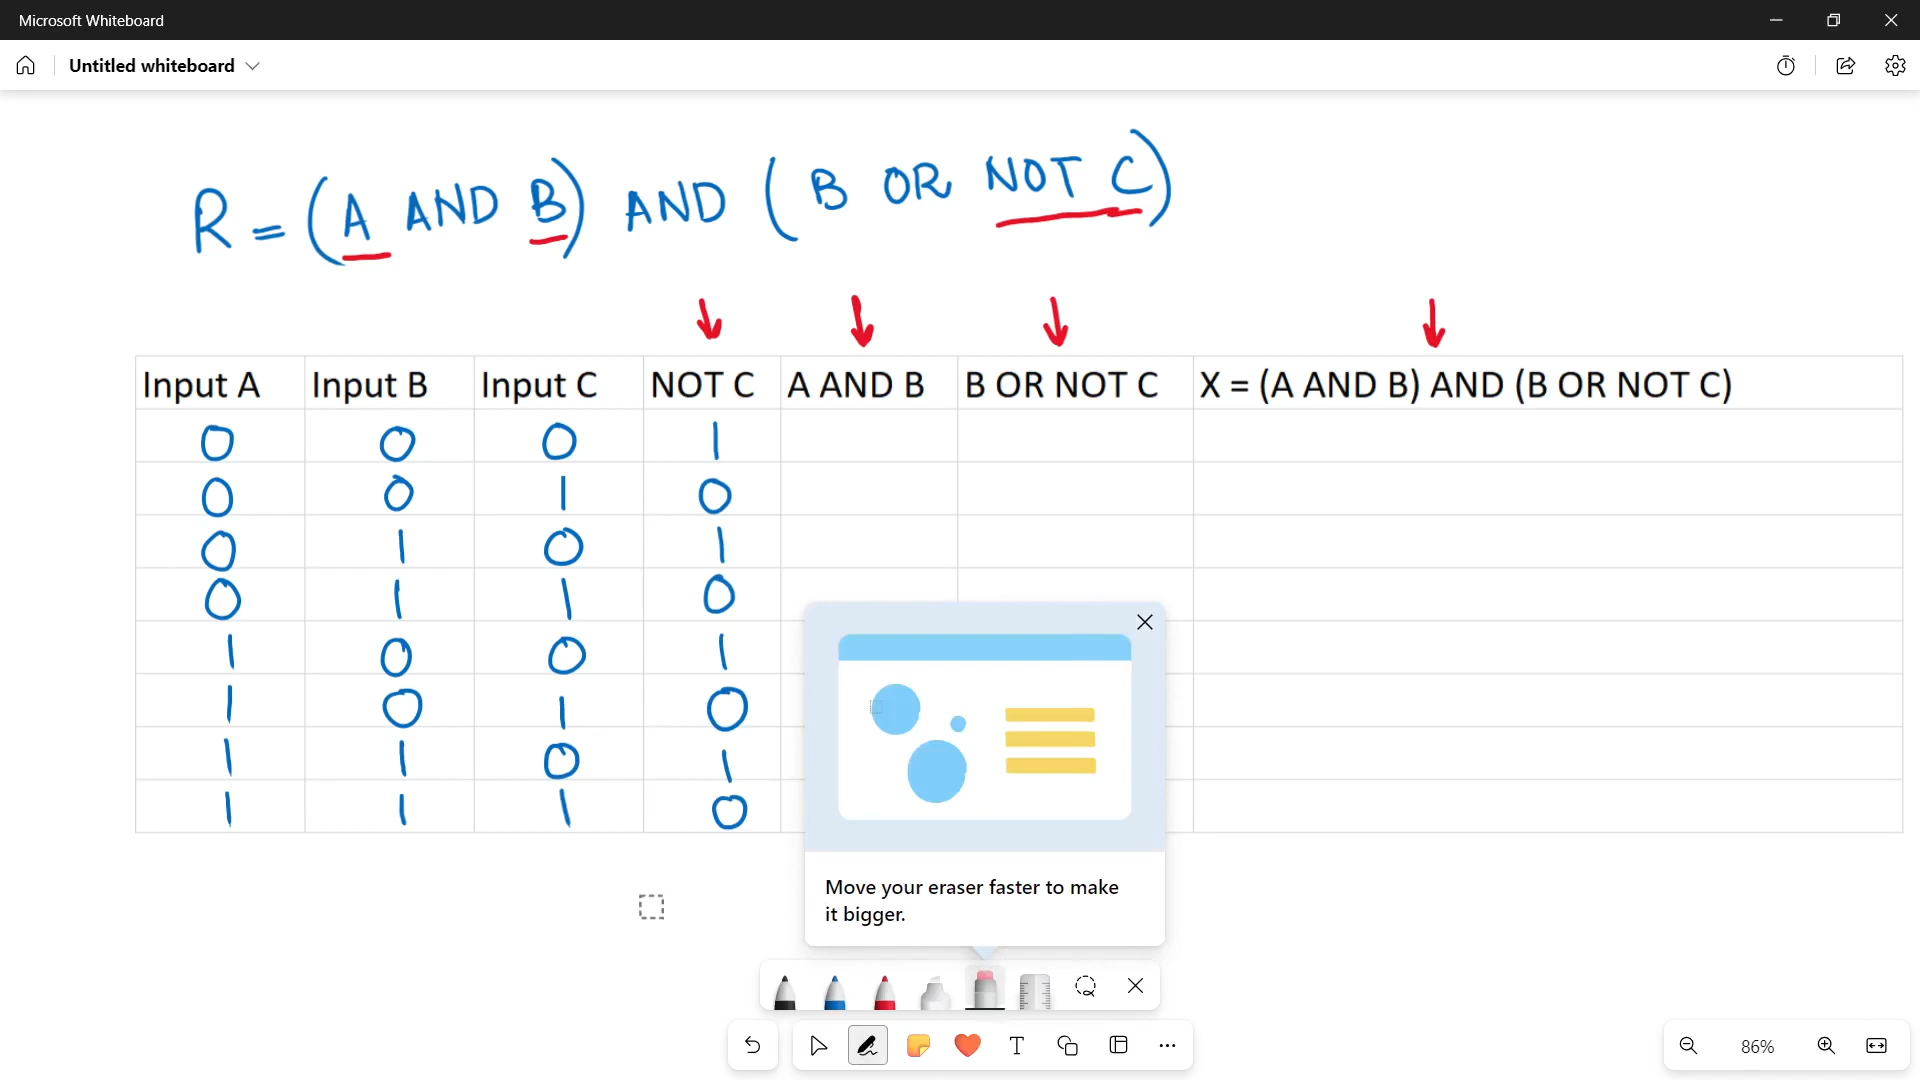 Microsoft Whiteboard
Untitled whiteboard
R = (A AND B) AND (B OR NOT C)
Input A Input B Input C NOT C A AND B B OR NOT C X = (A AND B) AND (B OR NOT C)
0 0 0 1
0 0 1 0
0 1 0 1
0 1 1 0
1 0 0 1
1 0 1 0
1 1 0 1
1 1 1 0
Move your eraser faster to make
it bigger.
86%